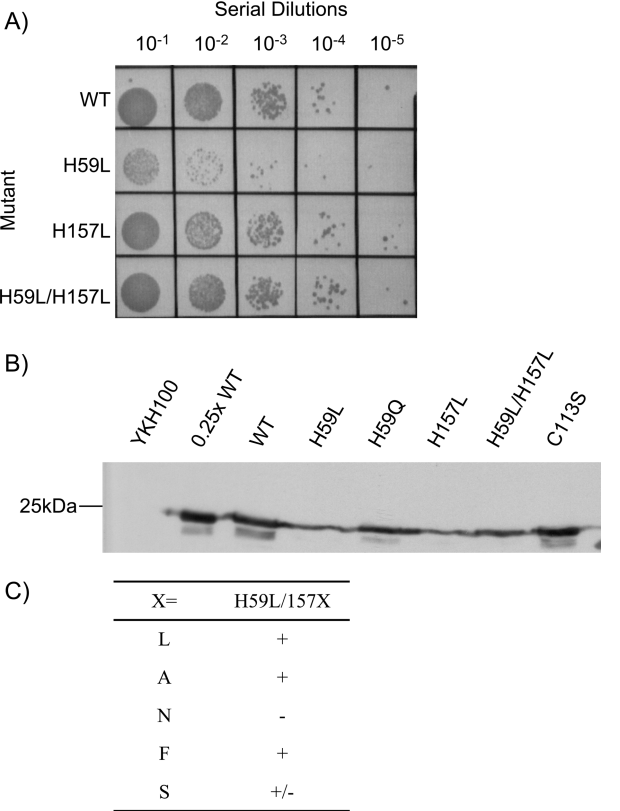 A)
Serial Dilutions
10-1 10-2 10-3 10-4 10-5
Mutant
WT
H59L
H157L
H59L/H157L
B)
YKH100 0.25x WT WT H59L H59Q H157L H59L/H157L C113S
25kDa
C)
X= H59L/157X
L +
A +
N -
F +
S +/-